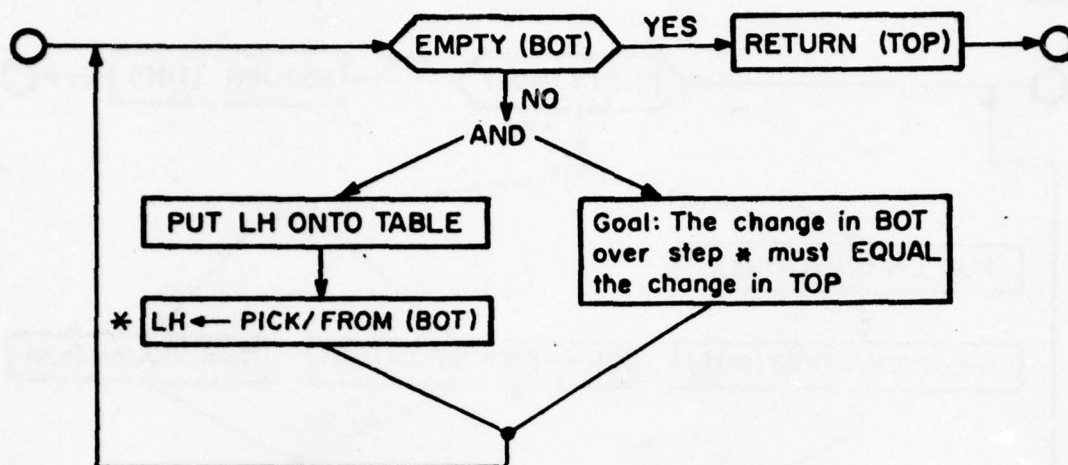 EMPTY (BOT)
YES
RETURN (TOP)
NO
AND
PUT LH ONTO TABLE
Goal: The change in BOT
over step * must EQUAL
the change in TOP
* LH ← PICK/FROM (BOT)